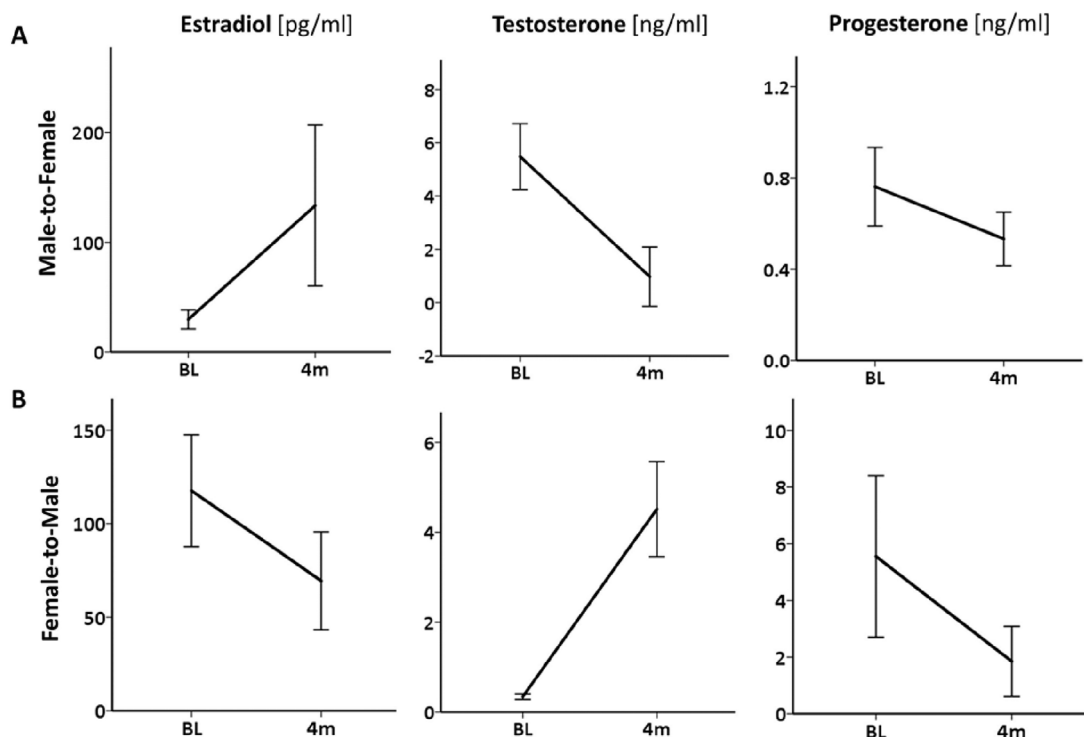 A
Estradiol [pg/ml]
Testosterone [ng/ml]
Progesterone [ng/ml]
Male-to-Female
200
100
0
BL
4m
8
6
4
2
0
-2
BL
4m
1.2
0.8
0.4
0.0
BL
4m
B
Female-to-Male
150
100
50
0
BL
4m
6
4
2
0
BL
4m
10
8
6
4
2
0
BL
4m